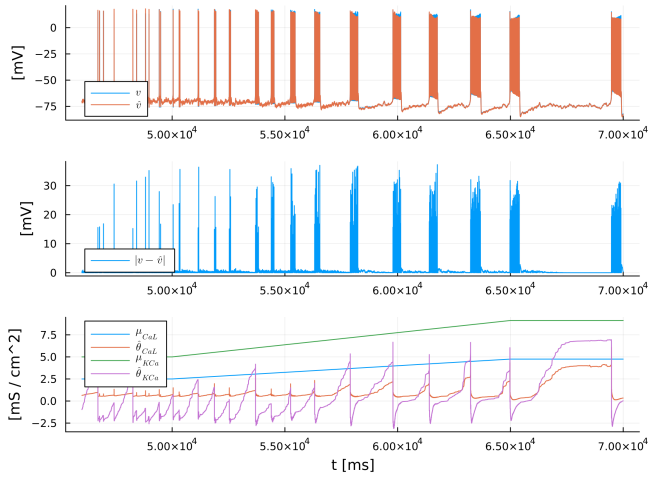 0
-25
-50
-75
[mV]
v
v̂
5.00×10⁴ 5.50×10⁴ 6.00×10⁴ 6.50×10⁴ 7.00×10⁴
30
20
10
0
[mV]
|v - v̂|
5.00×10⁴ 5.50×10⁴ 6.00×10⁴ 6.50×10⁴ 7.00×10⁴
7.5
5.0
2.5
0.0
-2.5
[mS / cm^2]
μ_CaL
θ̂_CaL
μ_KCa
θ̂_KCa
5.00×10⁴ 5.50×10⁴ 6.00×10⁴ 6.50×10⁴ 7.00×10⁴
t [ms]